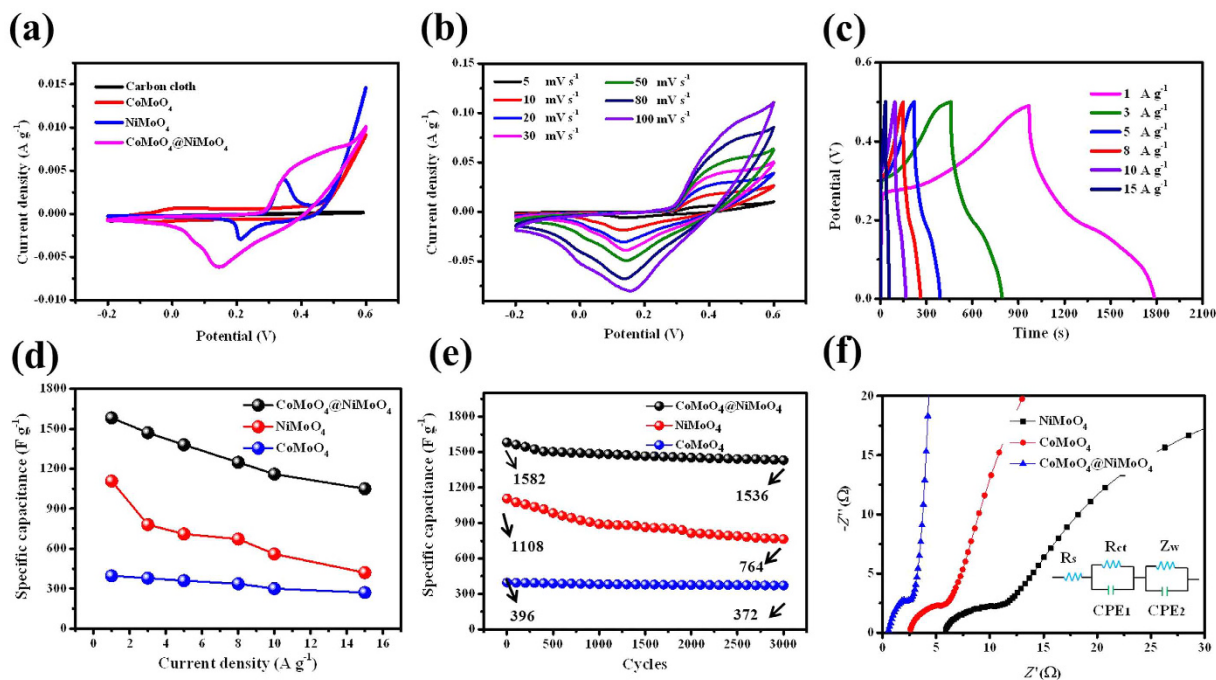 (a)
Carbon cloth
CoMoO₄
NiMoO₄
CoMoO₄@NiMoO₄
Current density (A g⁻¹)
0.015
0.010
0.005
0.000
-0.005
-0.010
-0.2 0.0 0.2 0.4 0.6
Potential (V)
(b)
5 mV s⁻¹
10 mV s⁻¹
20 mV s⁻¹
30 mV s⁻¹
50 mV s⁻¹
80 mV s⁻¹
100 mV s⁻¹
Current density (A g⁻¹)
0.15
0.10
0.05
0.00
-0.05
-0.2 0.0 0.2 0.4 0.6
Potential (V)
(c)
1 A g⁻¹
3 A g⁻¹
5 A g⁻¹
8 A g⁻¹
10 A g⁻¹
15 A g⁻¹
Potential (V)
0.6
0.4
0.2
0.0
0 300 600 900 1200 1500 1800 2100
Time (s)
(d)
CoMoO₄@NiMoO₄
NiMoO₄
CoMoO₄
Specific capacitance (F g⁻¹)
1800
1500
1200
900
600
300
0
0 2 4 6 8 10 12 14 16
Current density (A g⁻¹)
(e)
CoMoO₄@NiMoO₄
NiMoO₄
CoMoO₄
1582
1536
1108
764
396
372
Specific capacitance (F g⁻¹)
1800
1500
1200
900
600
300
0
0 500 1000 1500 2000 2500 3000
Cycles
(f)
NiMoO₄
CoMoO₄
CoMoO₄@NiMoO₄
Rs
Rct
Zw
CPE1
CPE2
-Z''(Ω)
20
15
10
5
0
0 5 10 15 20 25 30
Z'(Ω)